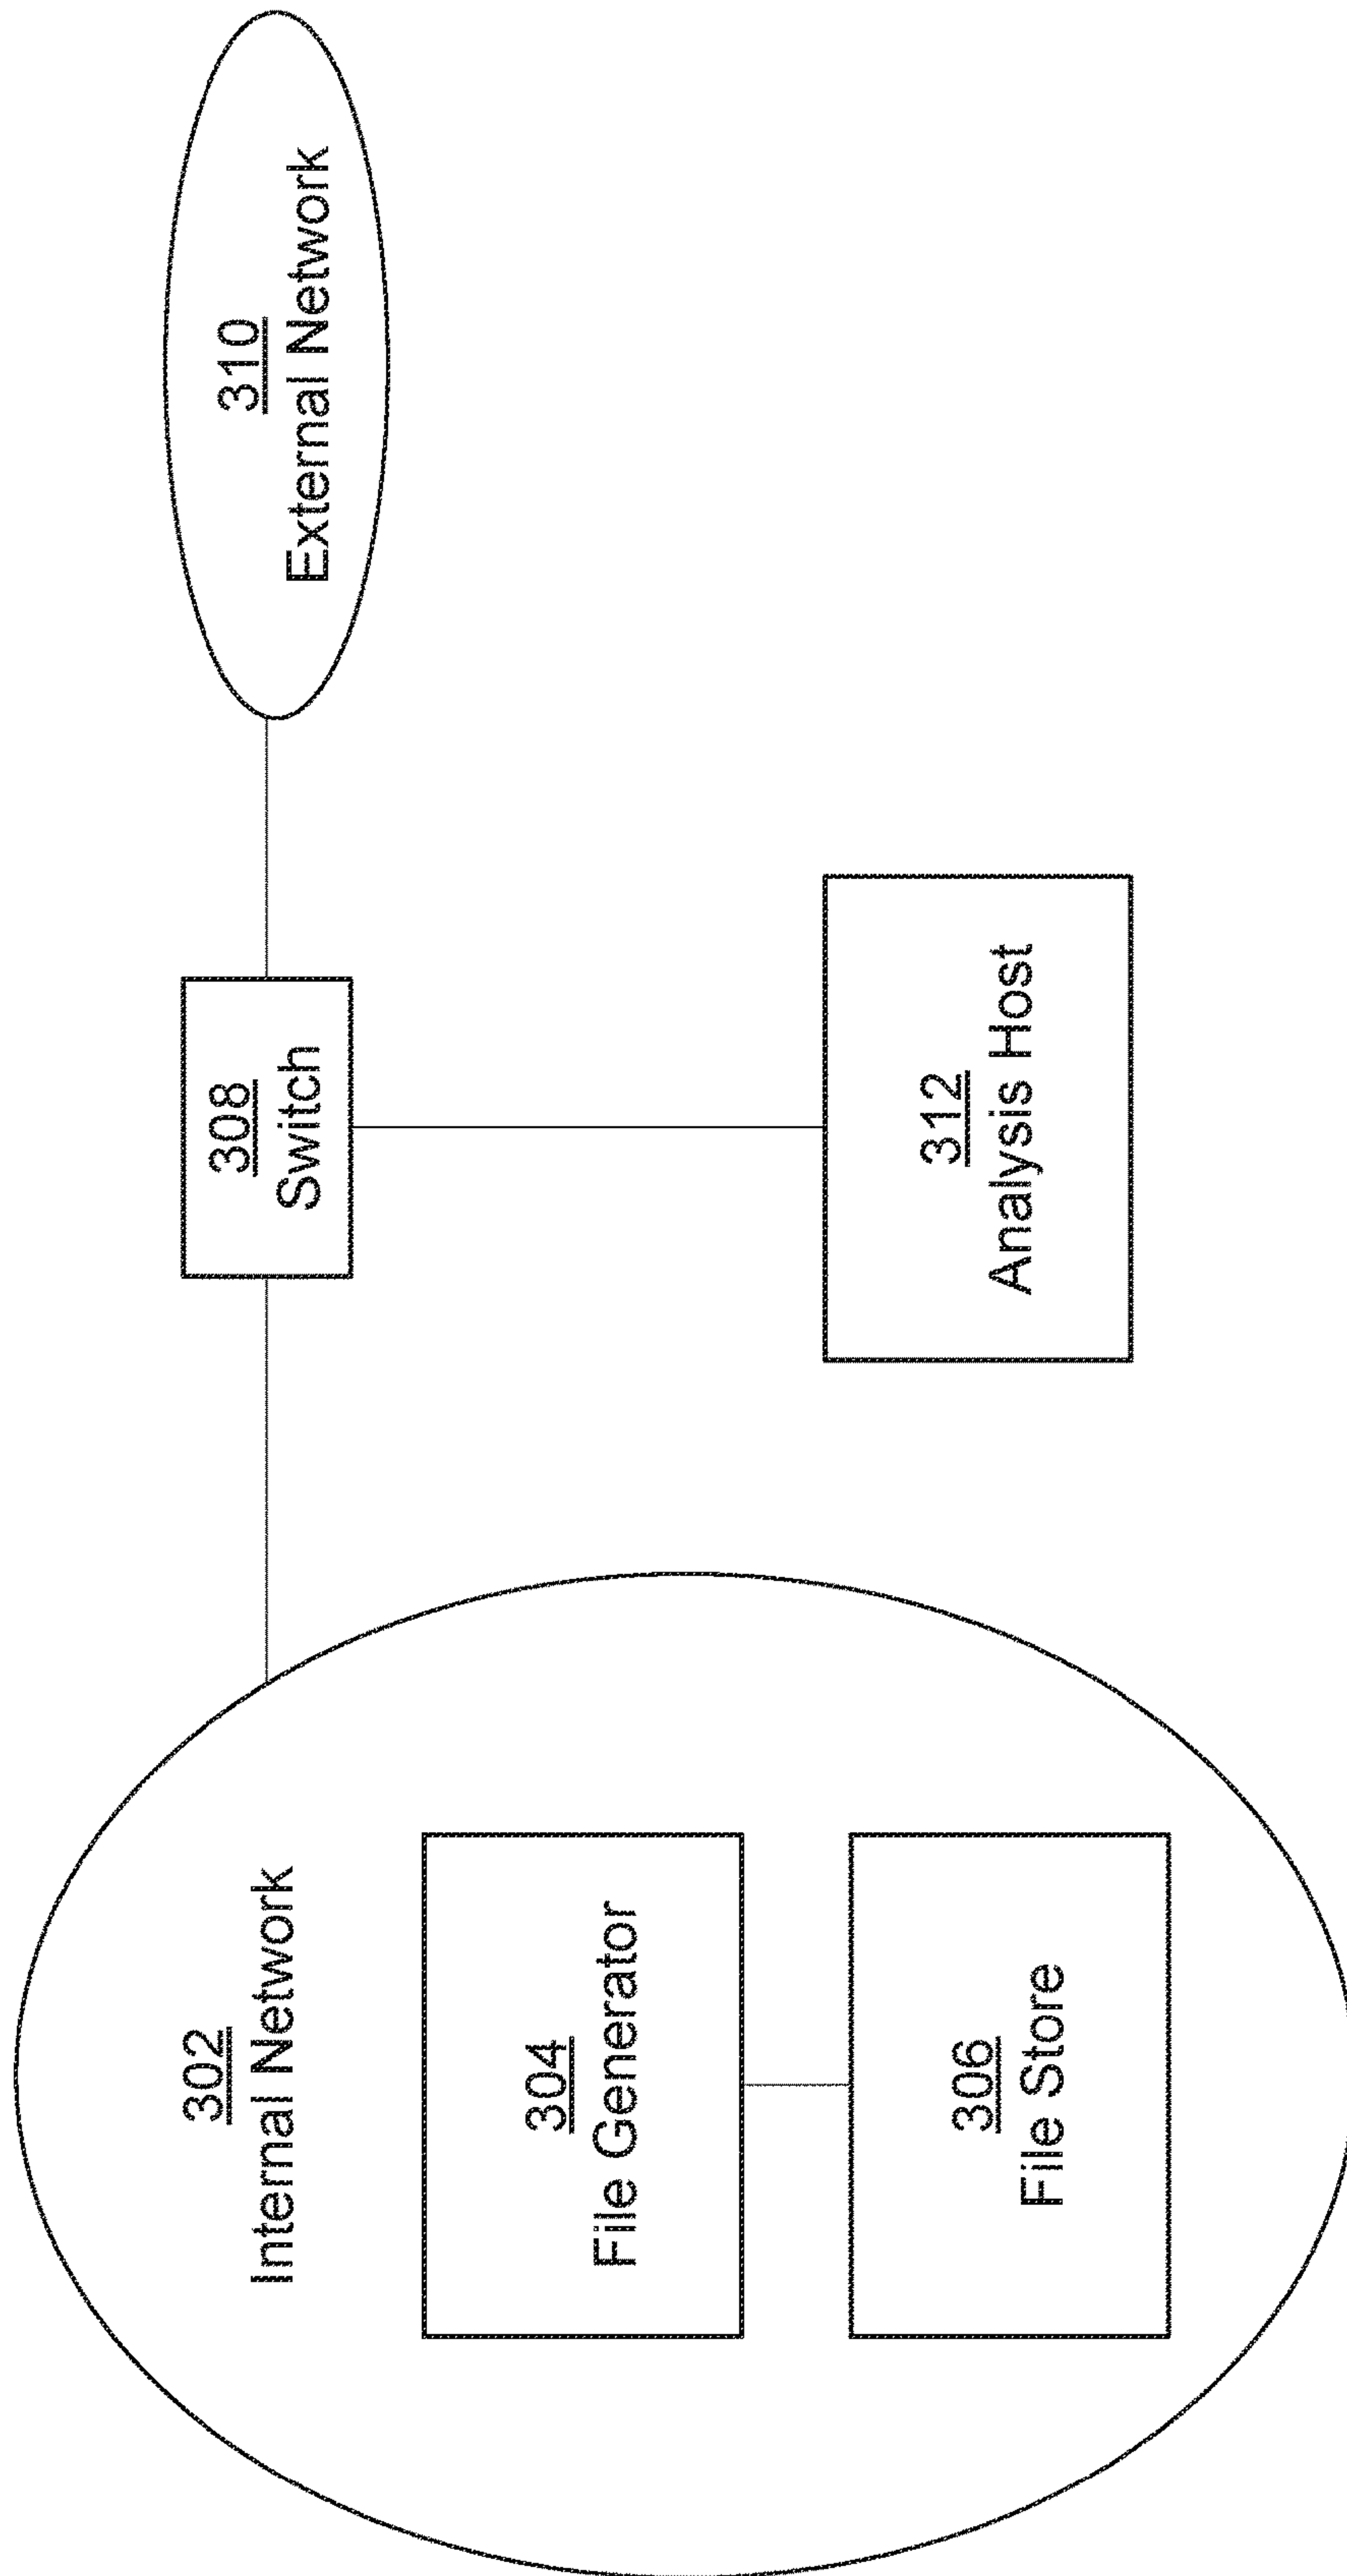 302
Internal Network
304
File Generator
306
File Store
308
Switch
312
Analysis Host
310
External Network